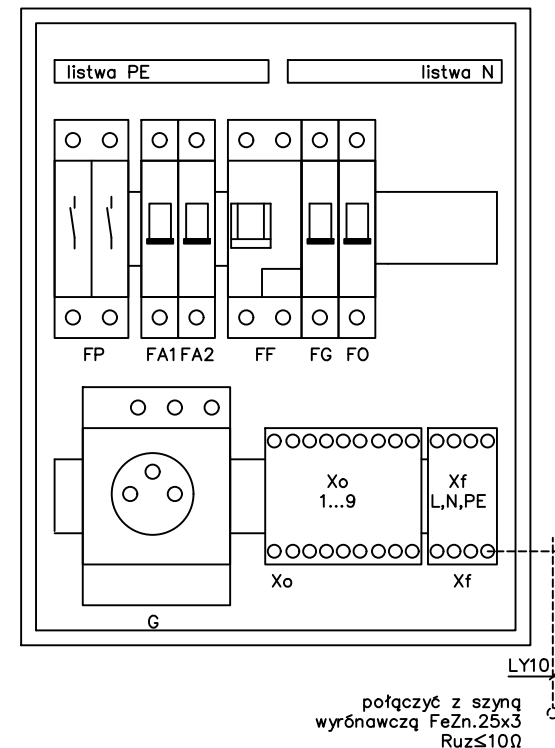 listwa PE
listwa N
FP
FA1
FA2
FF
FG
FO
Xo
1...9
Xf
L,N,PE
Xo
Xf
G
LY10
połączyć z szyną
wyrónawczą FeZn.25x3
Ruz≤10Ω